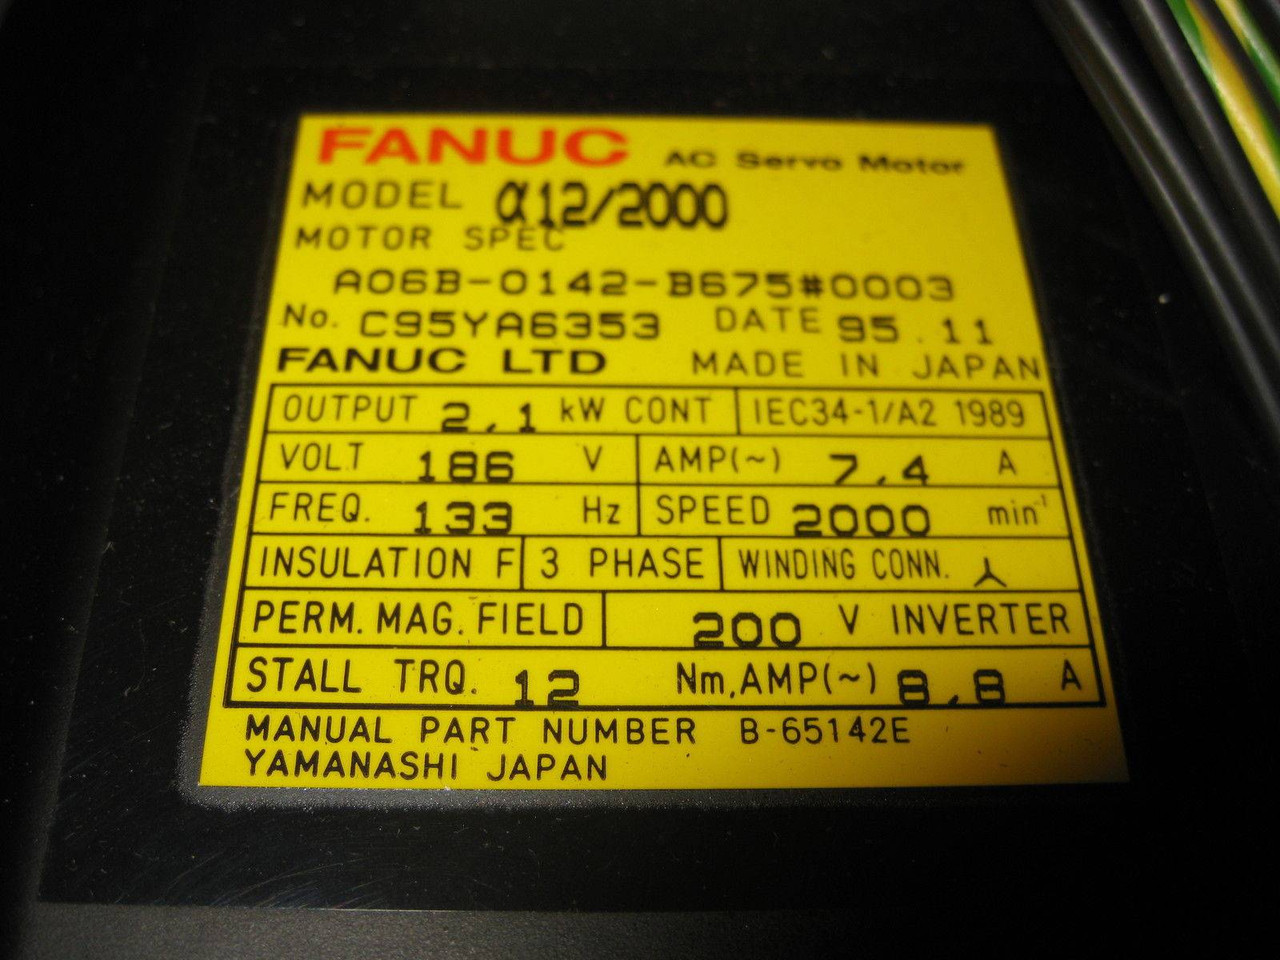 FANUC AC Servo Motor
MODEL α12/2000
MOTOR SPEC
A06B-0142-B675#0003
No. C95YA6353 DATE 95.11
FANUC LTD MADE IN JAPAN
OUTPUT 2.1 kW CONT IEC34-1/A2 1989
VOLT 186 V AMP(~) 7.4 A
FREQ. 133 Hz SPEED 2000 min⁻¹
INSULATION F 3 PHASE WINDING CONN.
PERM. MAG. FIELD 200 V INVERTER
STALL TRQ. 12 Nm, AMP(~) 8.8 A
MANUAL PART NUMBER B-65142E
YAMANASHI JAPAN